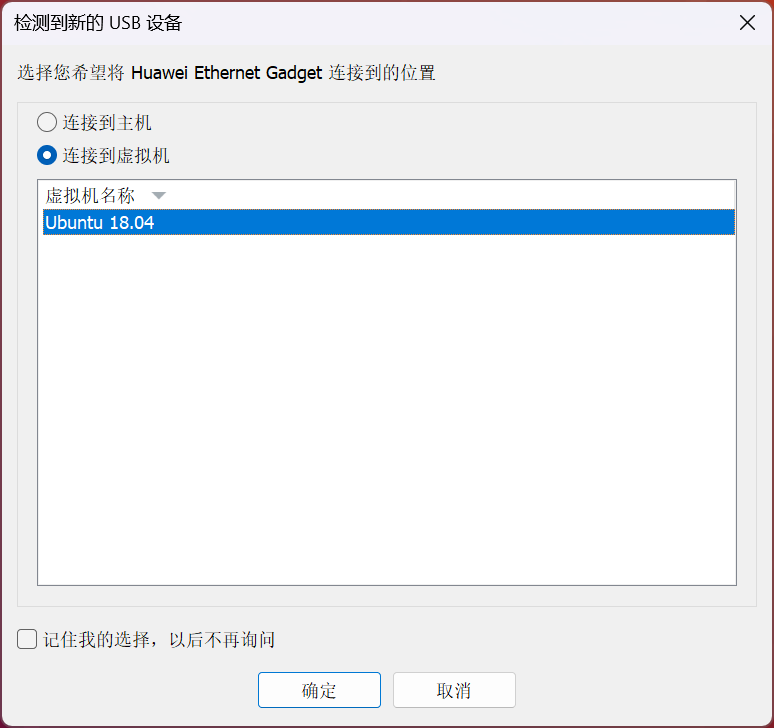 检测到新的 USB 设备
选择您希望将 Huawei Ethernet Gadget 连接到的位置
连接到主机
连接到虚拟机
虚拟机名称
Ubuntu 18.04
记住我的选择，以后不再询问
确定
取消